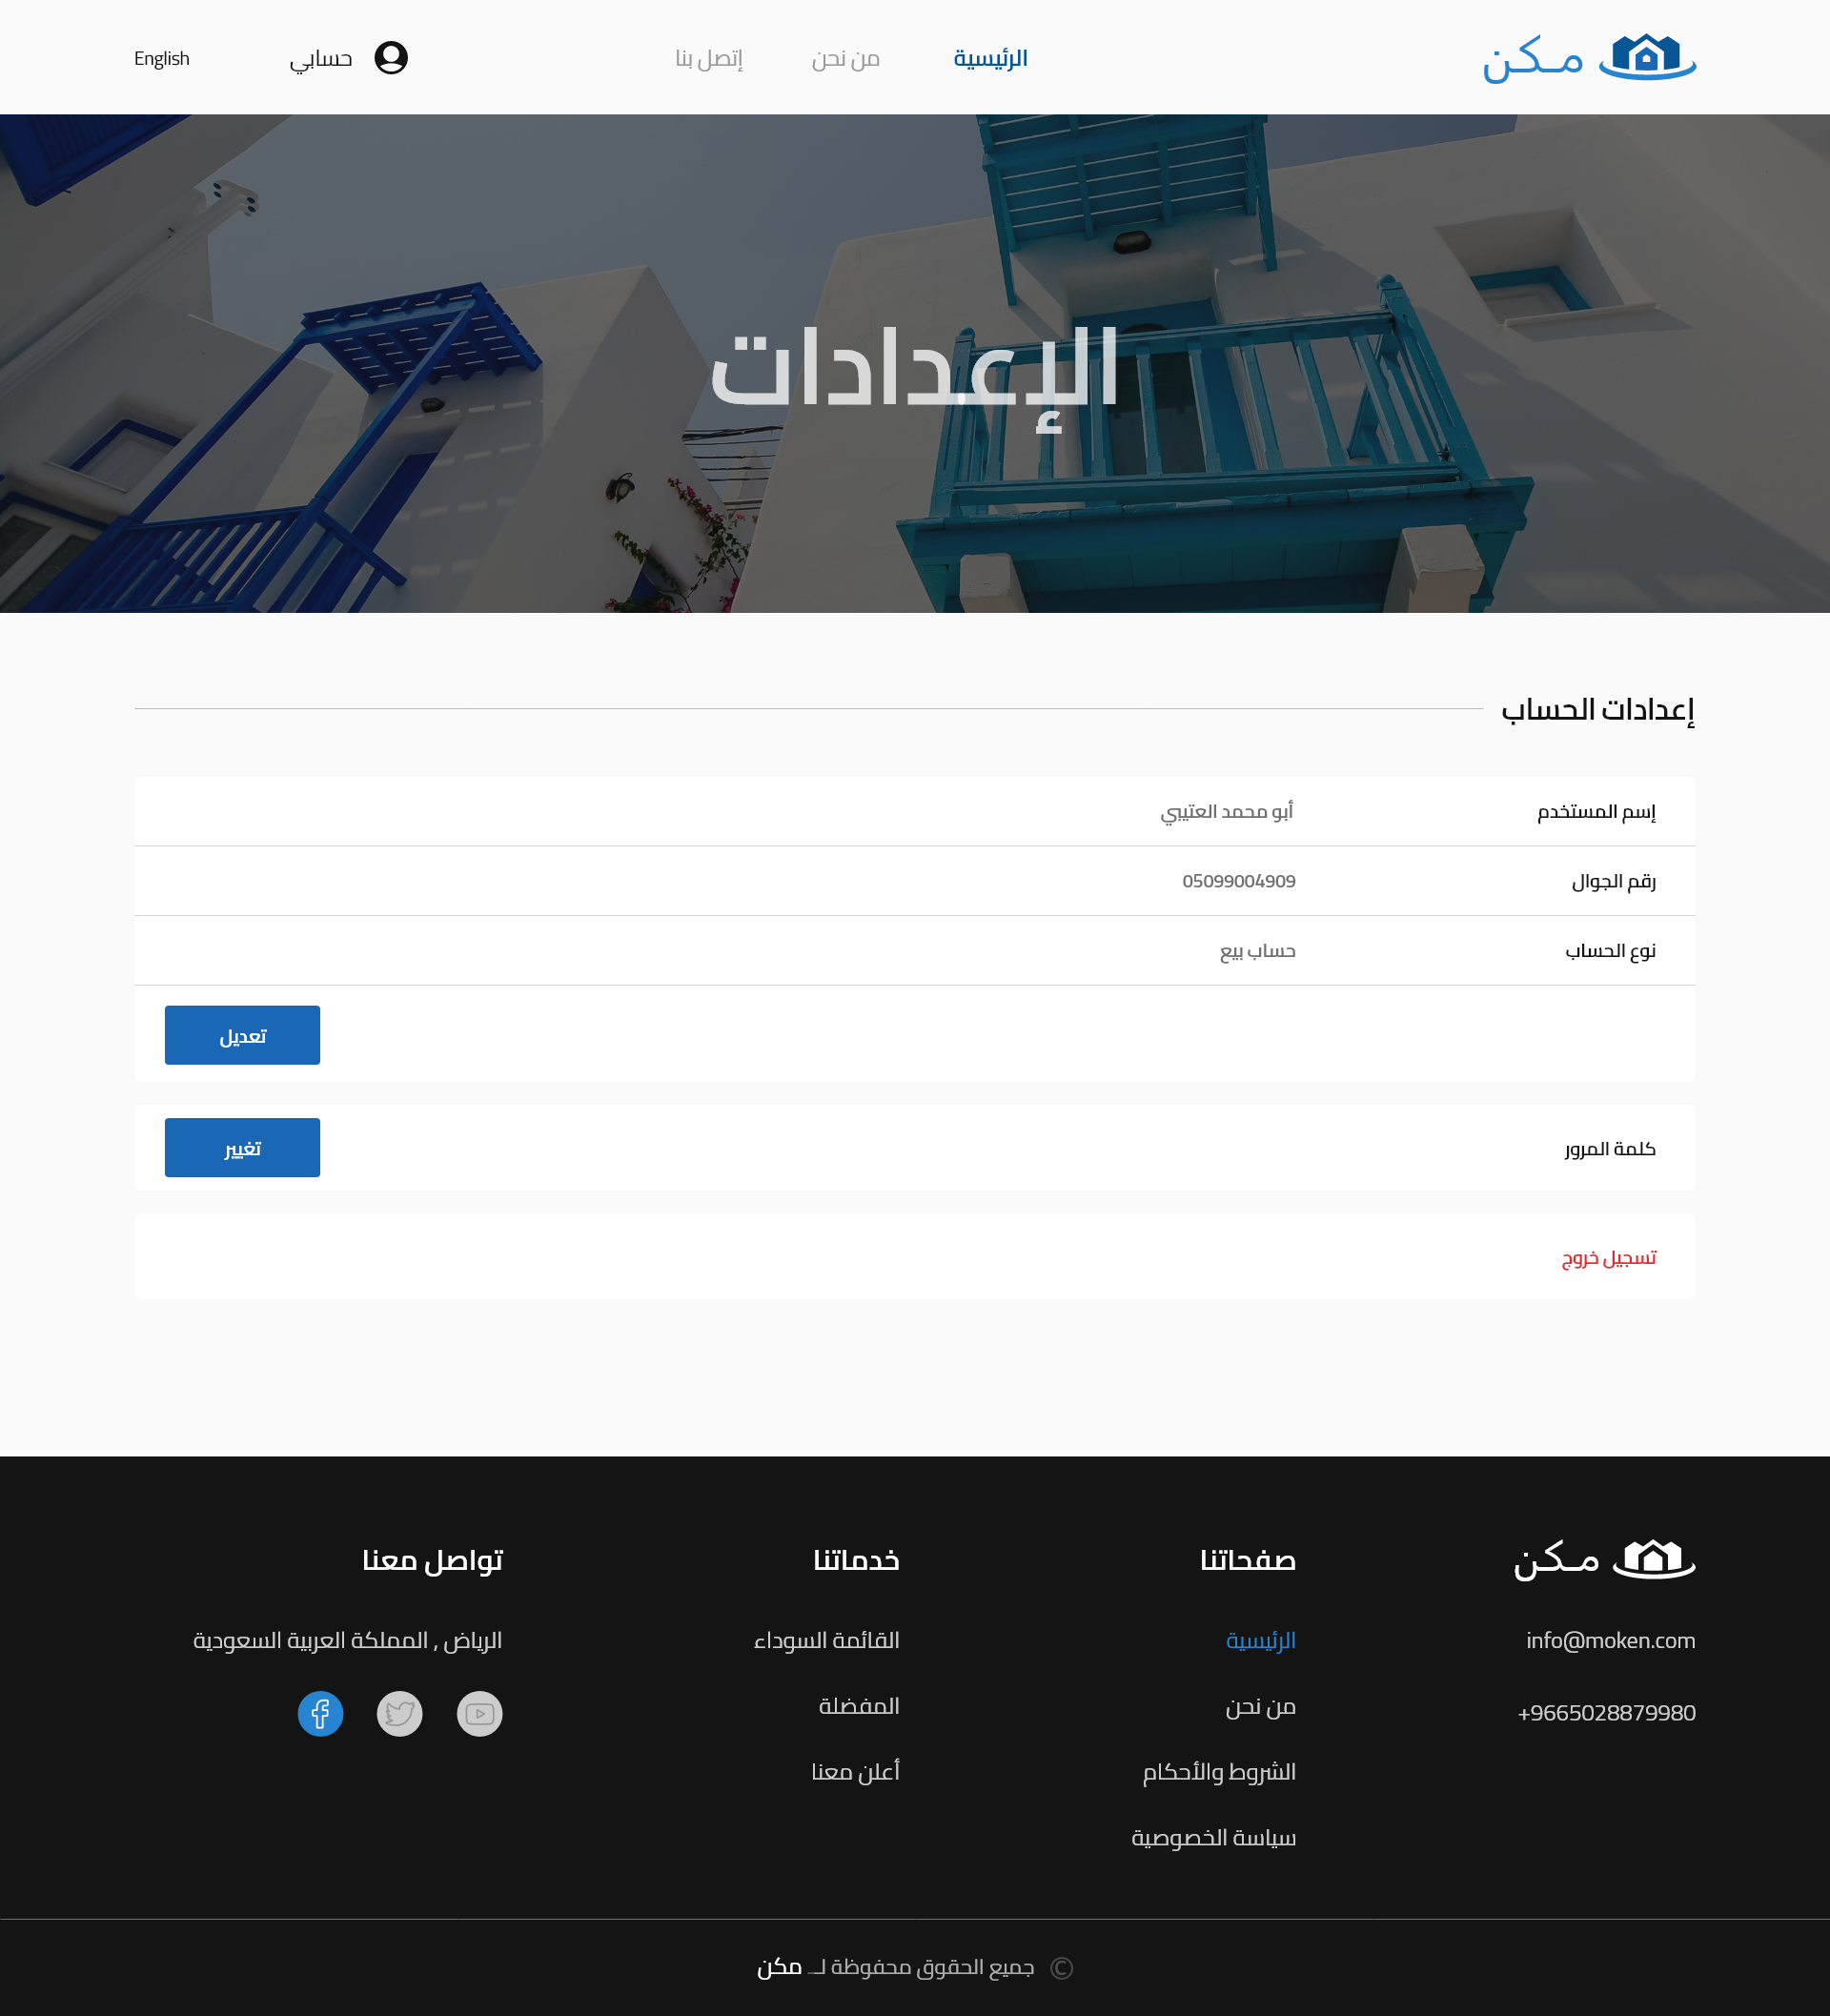 مكن
الرئيسية
من نحن
إتصل بنا
حسابي
English
الإعدادات
إعدادات الحساب
إسم المستخدم أبو محمد العتيبي
رقم الجوال 05099004909
نوع الحساب حساب بيع
تعديل
كلمة المرور تغيير
تسجيل خروج
مكن
info@moken.com
+9665028879980
صفحاتنا
الرئيسية
من نحن
الشروط والأحكام
سياسة الخصوصية
خدماتنا
القائمة السوداء
المفضلة
أعلن معنا
تواصل معنا
الرياض , المملكة العربية السعودية
© جميع الحقوق محفوظة لـ مكن